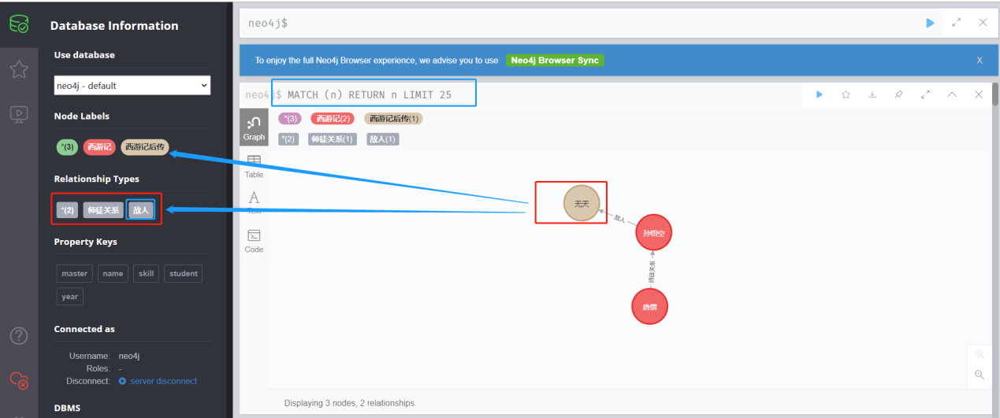 Database Information
Use database
neo4j - default
Node Labels
*(3) 西游记 西游记后传
Relationship Types
*(2) 师徒关系 敌人
Property Keys
master name skill student
year
Connected as
Username: neo4j
Roles: -
Disconnect: server disconnect
DBMS
neo4j$
To enjoy the full Neo4j Browser experience, we advise you to use Neo4j Browser Sync X
neo4j$ MATCH (n) RETURN n LIMIT 25
Graph
Table
Text
Code
*(3) 西游记(2) 西游记后传(1)
*(2) 师徒关系(1) 敌人(1)
无天
敌人
孙悟空
师徒关系
唐僧
Displaying 3 nodes, 2 relationships.